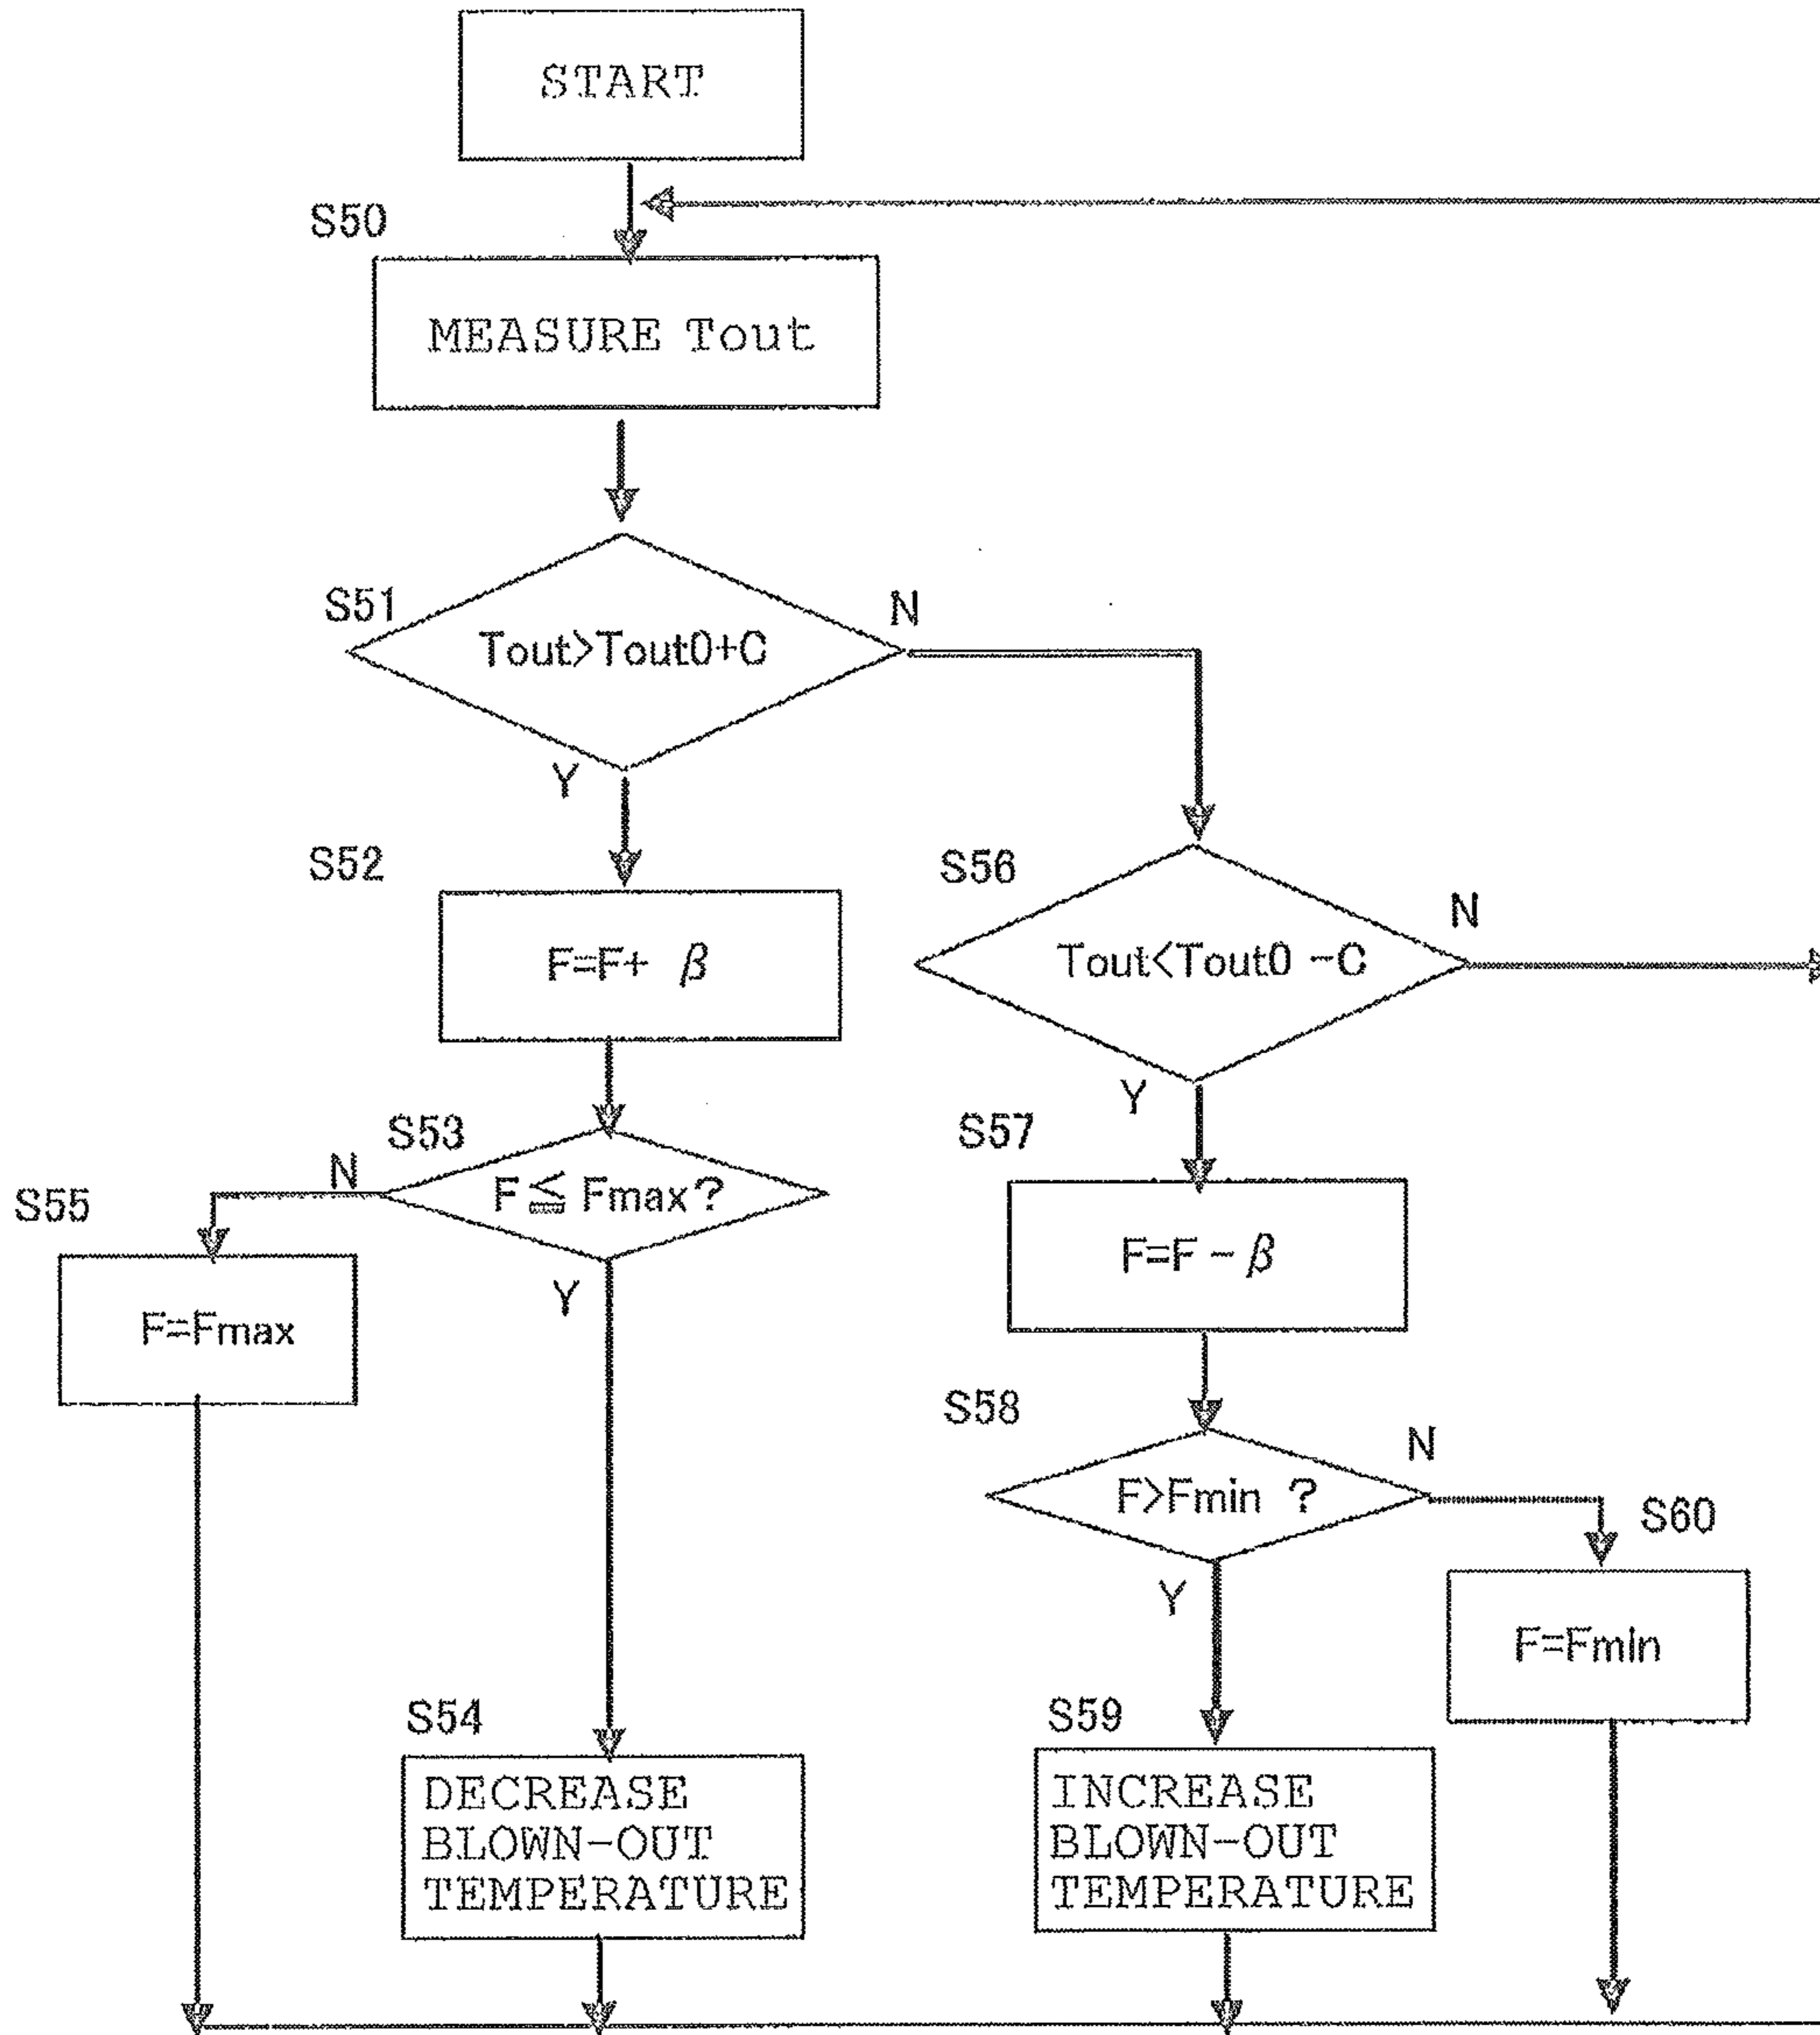 START
S50
MEASURE Tout
S51
N
Tout>Tout0+C
Y
S52
S56
N
F=F+ β
Tout<Tout0 -C
Y
S53
S57
N
F≦ Fmax?
S55
Y
F=F-β
F=Fmax
S58
N
F>Fmin ?
S60
Y
F=Fmin
S54
S59
DECREASE
BLOWN-OUT
TEMPERATURE
INCREASE
BLOWN-OUT
TEMPERATURE